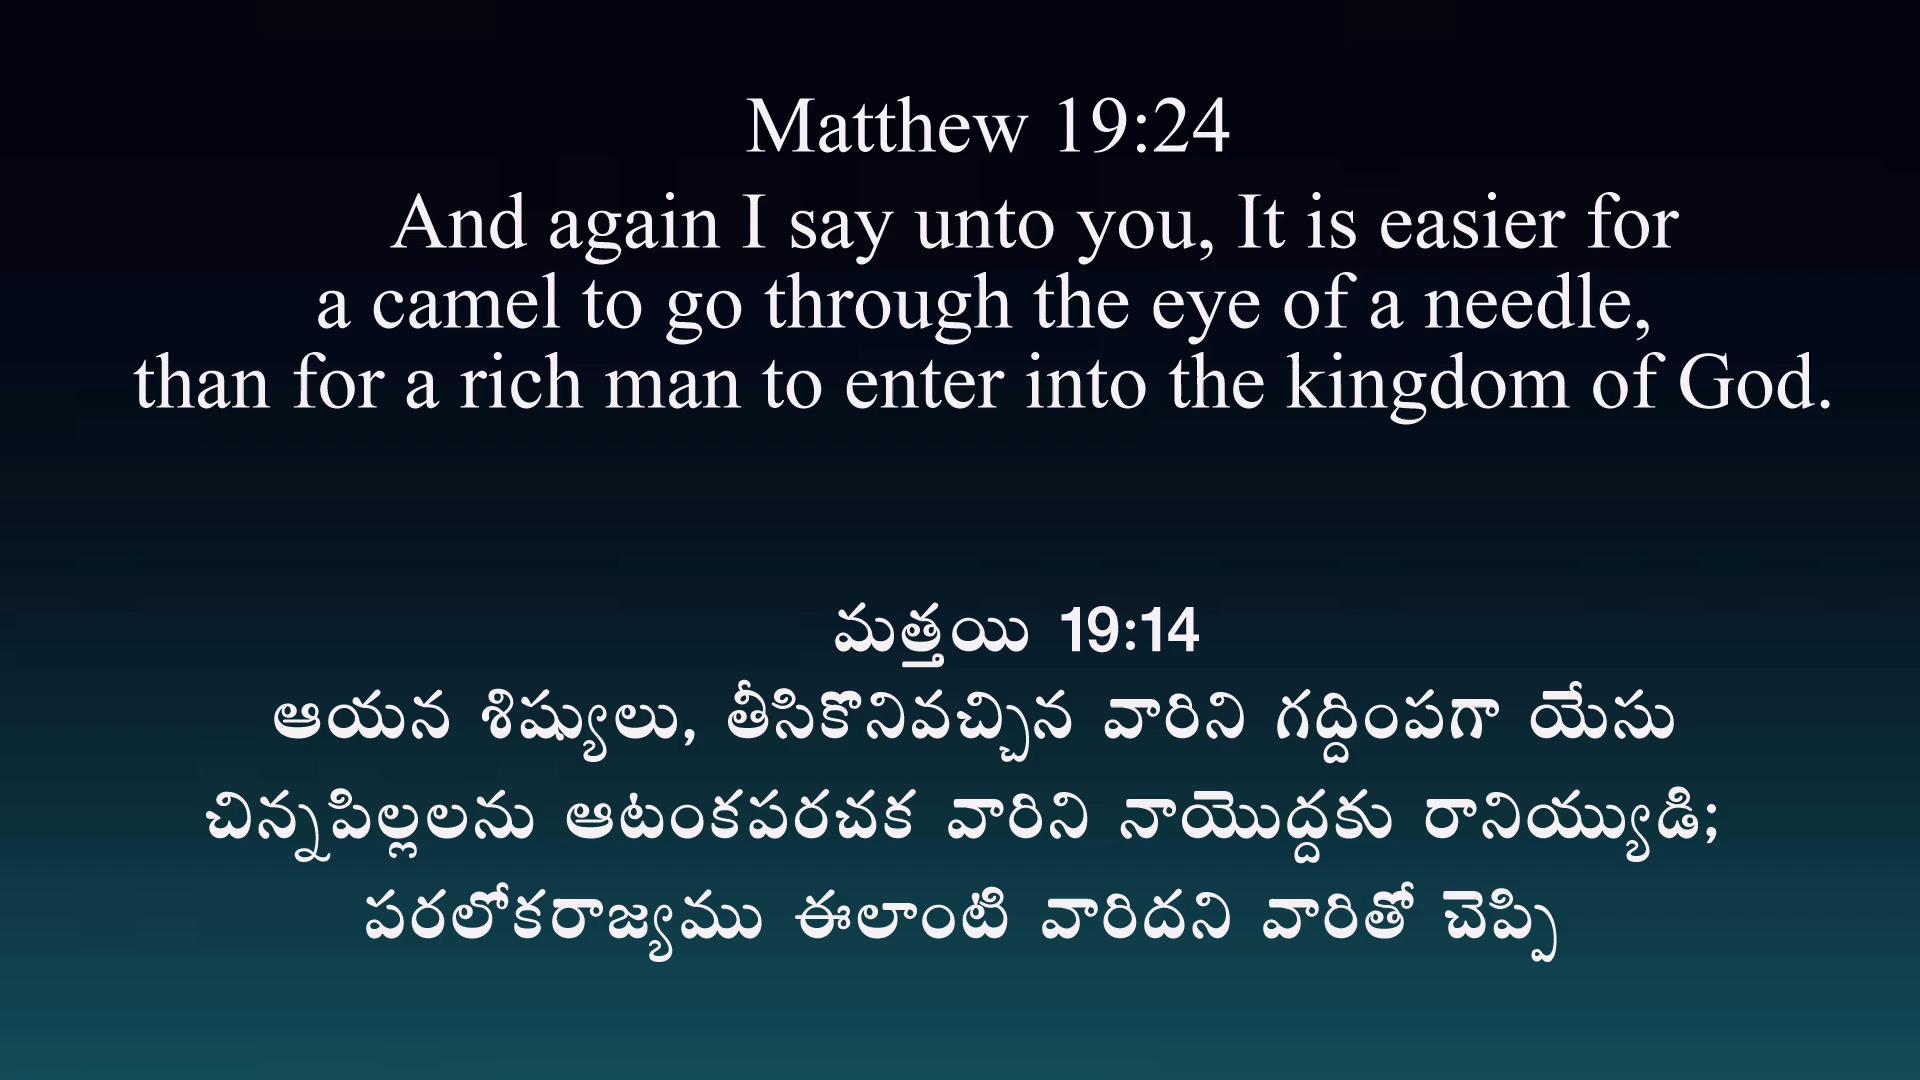 Matthew 19:24
And again I say unto you, It is easier for
a camel to go through the eye of a needle,
than for a rich man to enter into the kingdom of God.
మత్తయి 19:14
ఆయన శిష్యులు, తీసికొనివచ్చిన వారిని గద్దింపగా యేసు
చిన్నపిల్లలను ఆటంకపరచక వారిని నాయొద్దకు రానియ్యుడి;
పరలోకరాజ్యము ఈలాంటి వారిదని వారితో చెప్పి